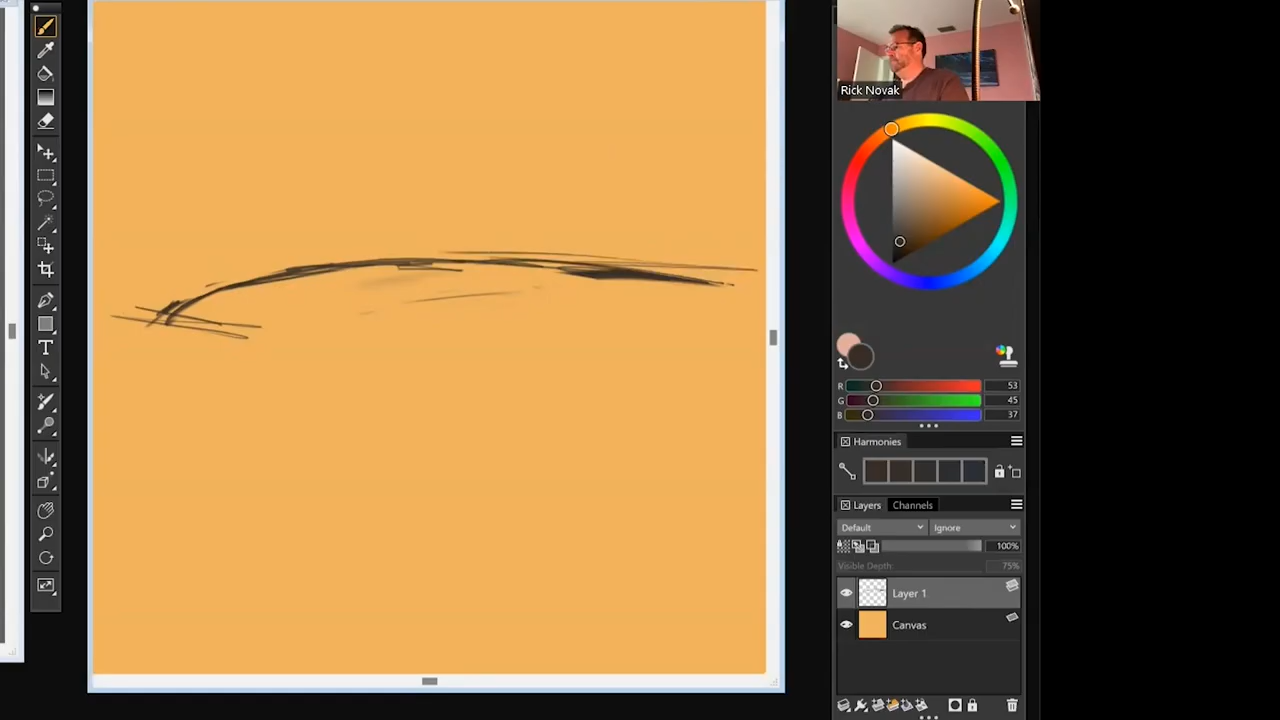 Rick Novak
R 53
G 45
B 37
Harmonies
Layers Channels
Default Ignore
100%
Visible Depth 75%
Layer 1
Canvas